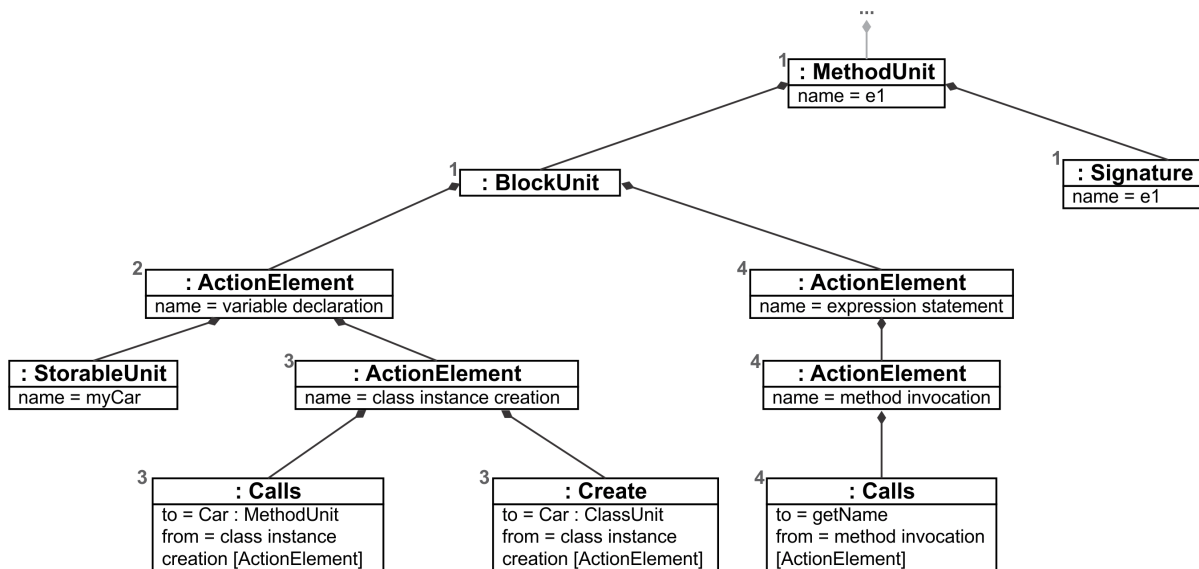 ...
1
: MethodUnit
name = e1
1
: BlockUnit
1
: Signature
name = e1
2
: ActionElement
name = variable declaration
4
: ActionElement
name = expression statement
: StorableUnit
name = myCar
3
: ActionElement
name = class instance creation
4
: ActionElement
name = method invocation
3
: Calls
to = Car : MethodUnit
from = class instance
creation [ActionElement]
3
: Create
to = Car : ClassUnit
from = class instance
creation [ActionElement]
4
: Calls
to = getName
from = method invocation
[ActionElement]